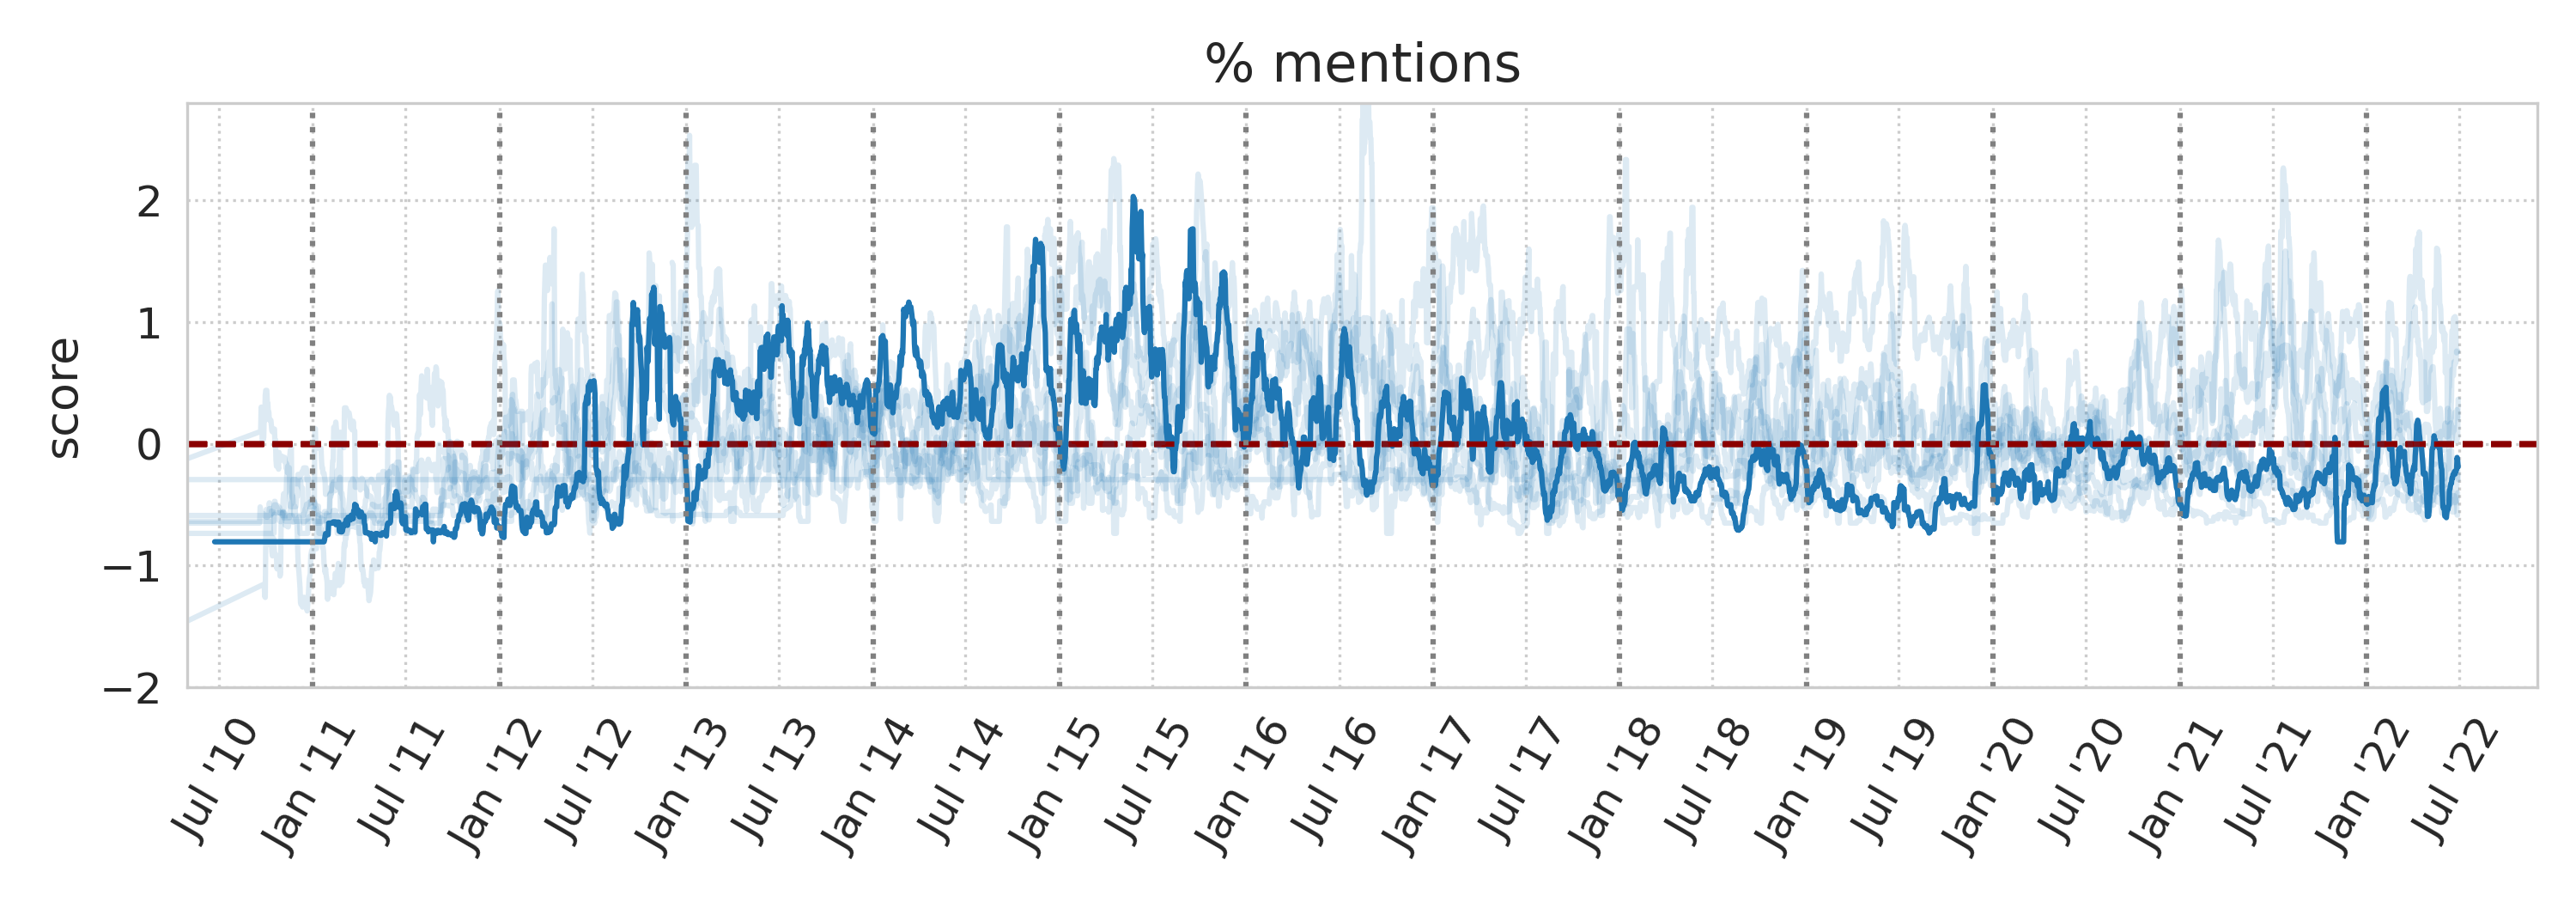 % mentions
score
2
1
0
−1
−2
Jul '10
Jan '11
Jul '11
Jan '12
Jul '12
Jan '13
Jul '13
Jan '14
Jul '14
Jan '15
Jul '15
Jan '16
Jul '16
Jan '17
Jul '17
Jan '18
Jul '18
Jan '19
Jul '19
Jan '20
Jul '20
Jan '21
Jul '21
Jan '22
Jul '22